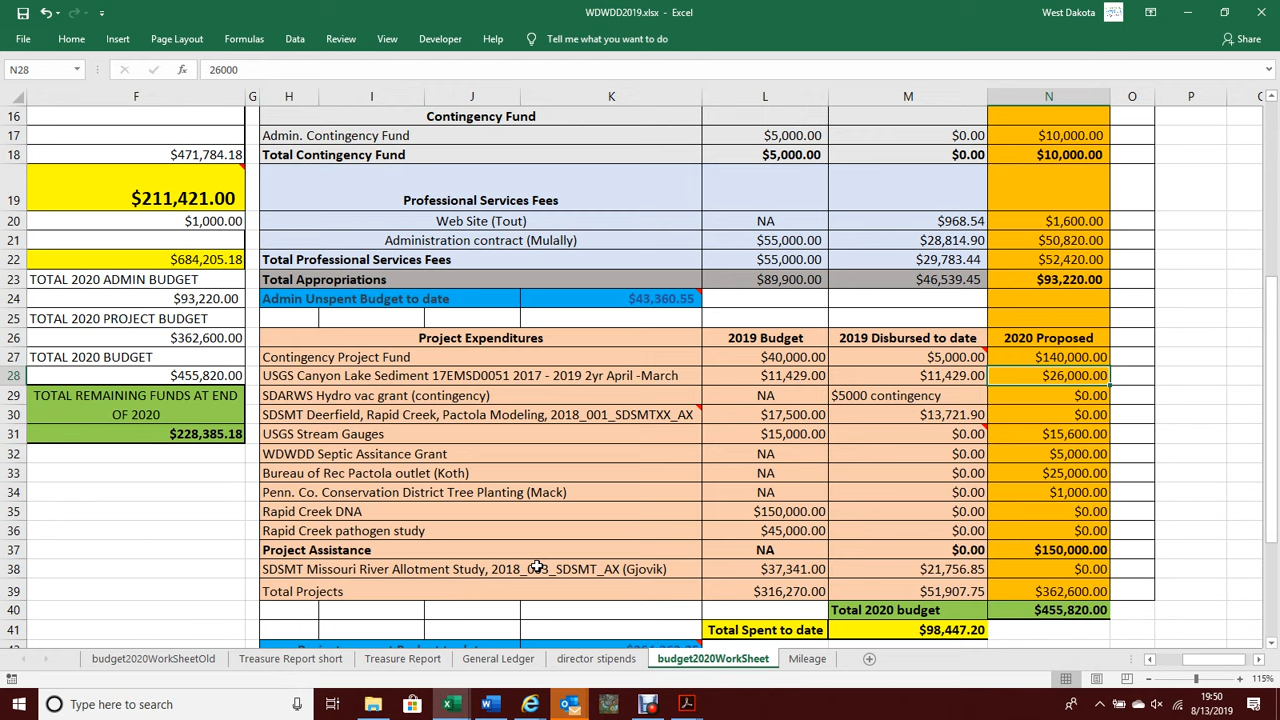 WDWDD2019.xlsx - Excel West Dakota
File Home Insert Page Layout Formulas Data Review View Developer Help Tell me what you want to do Share
N28 fx 26000
F G H I J K L M N O P
16 Contingency Fund
17 Admin. Contingency Fund $5,000.00 $0.00 $10,000.00
18 $471,784.18 Total Contingency Fund $5,000.00 $0.00 $10,000.00
19 $211,421.00 Professional Services Fees
20 $1,000.00 Web Site (Tout) NA $968.54 $1,600.00
21 Administration contract (Mulally) $55,000.00 $28,814.90 $50,820.00
22 $684,205.18 Total Professional Services Fees $55,000.00 $29,783.44 $52,420.00
23 TOTAL 2020 ADMIN BUDGET Total Appropriations $89,900.00 $46,539.45 $93,220.00
24 $93,220.00 Admin Unspent Budget to date $43,360.55
25 TOTAL 2020 PROJECT BUDGET
26 $362,600.00 Project Expenditures 2019 Budget 2019 Disbursed to date 2020 Proposed
27 TOTAL 2020 BUDGET Contingency Project Fund $40,000.00 $5,000.00 $140,000.00
28 $455,820.00 USGS Canyon Lake Sediment 17EMSD0051 2017 - 2019 2yr April -March $11,429.00 $11,429.00 $26,000.00
29 TOTAL REMAINING FUNDS AT END SDARWS Hydro vac grant (contingency) NA $5000 contingency $0.00
30 OF 2020 SDSMT Deerfield, Rapid Creek, Pactola Modeling, 2018_001_SDSMTXX_AX $17,500.00 $13,721.90 $0.00
31 $228,385.18 USGS Stream Gauges $15,000.00 $0.00 $15,600.00
32 WDWDD Septic Assitance Grant NA $0.00 $5,000.00
33 Bureau of Rec Pactola outlet (Koth) NA $0.00 $25,000.00
34 Penn. Co. Conservation District Tree Planting (Mack) NA $0.00 $1,000.00
35 Rapid Creek DNA $150,000.00 $0.00 $0.00
36 Rapid Creek pathogen study $45,000.00 $0.00 $0.00
37 Project Assistance NA $0.00 $150,000.00
38 SDSMT Missouri River Allotment Study, 2018_003_SDSMT_AX (Gjovik) $37,341.00 $21,756.85 $0.00
39 Total Projects $316,270.00 $51,907.75 $362,600.00
40 Total 2020 budget $455,820.00
41 Total Spent to date $98,447.20
budget2020WorkSheetOld Treasure Report short Treasure Report General Ledger director stipends budget2020WorkSheet Mileage
115%
Type here to search
19:50
8/13/2019